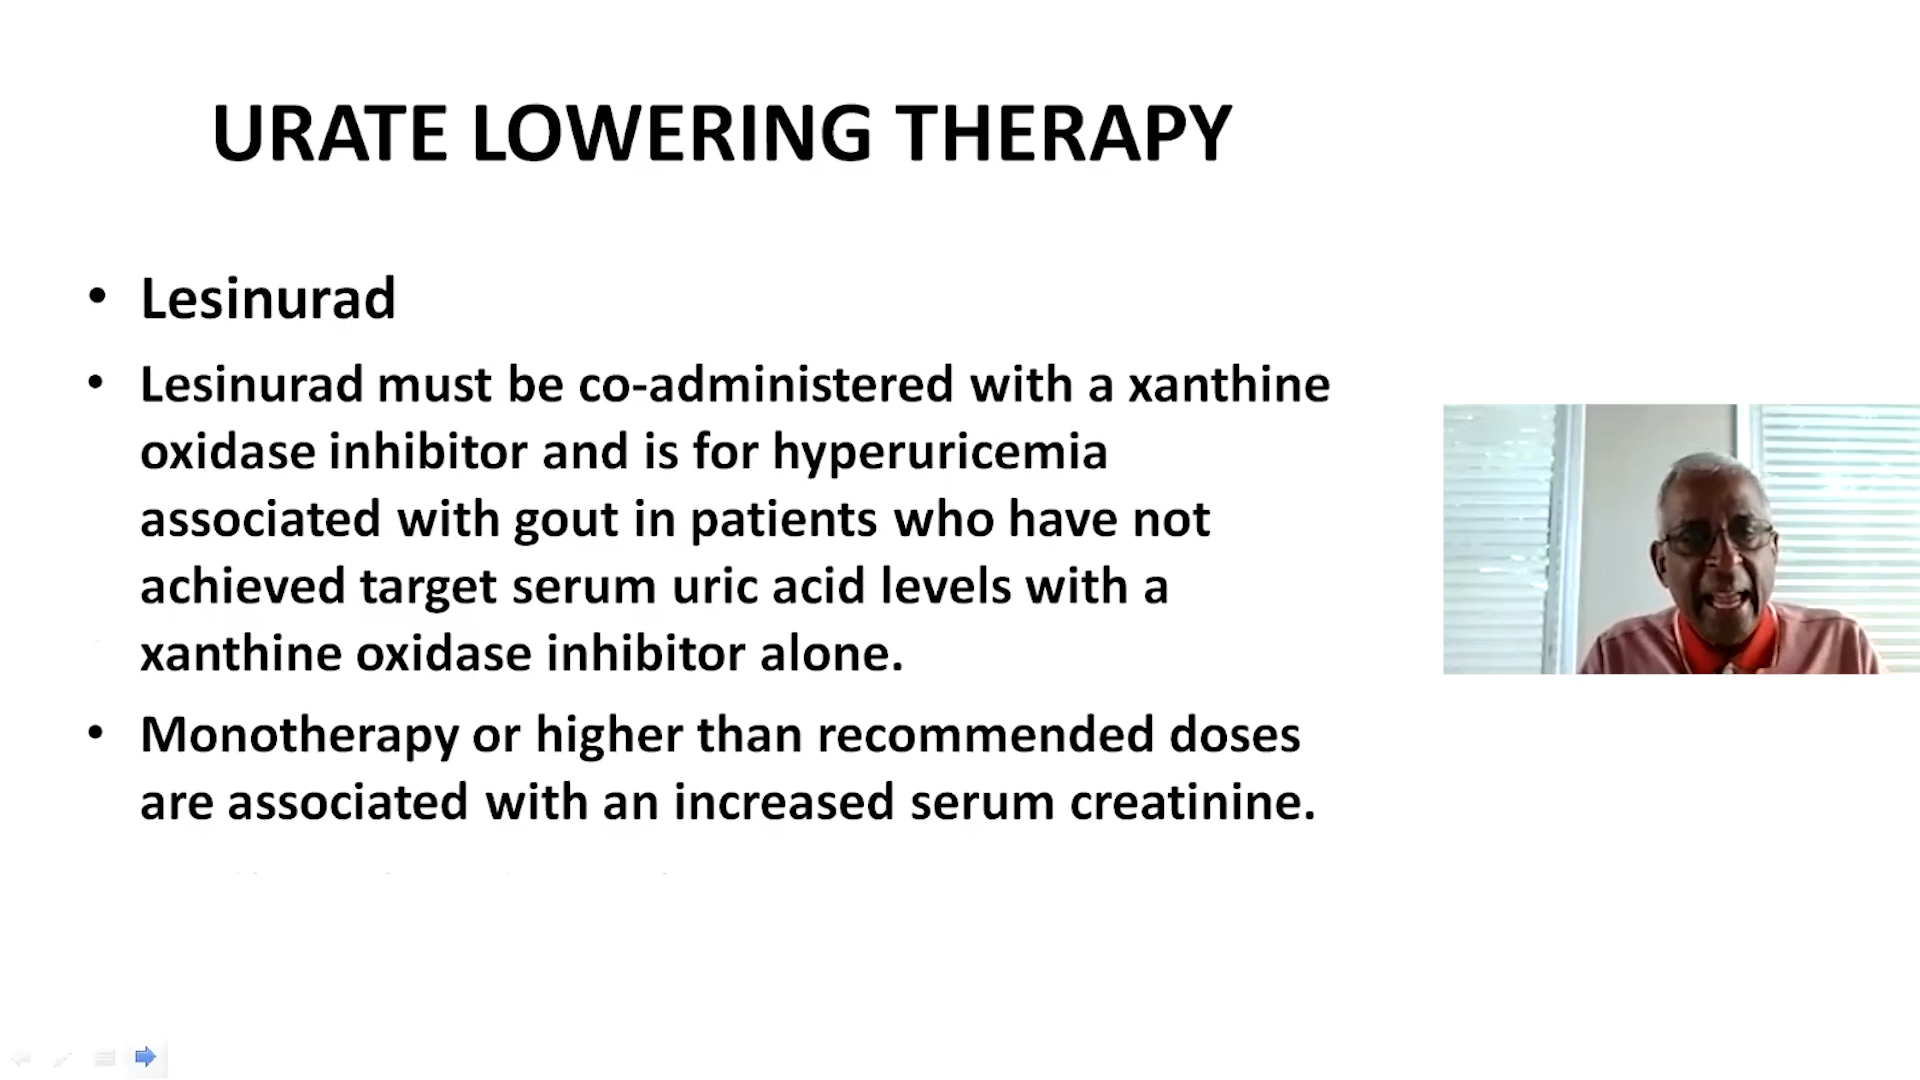 URATE LOWERING THERAPY
• Lesinurad
• Lesinurad must be co-administered with a xanthine
oxidase inhibitor and is for hyperuricemia
associated with gout in patients who have not
achieved target serum uric acid levels with a
xanthine oxidase inhibitor alone.
• Monotherapy or higher than recommended doses
are associated with an increased serum creatinine.